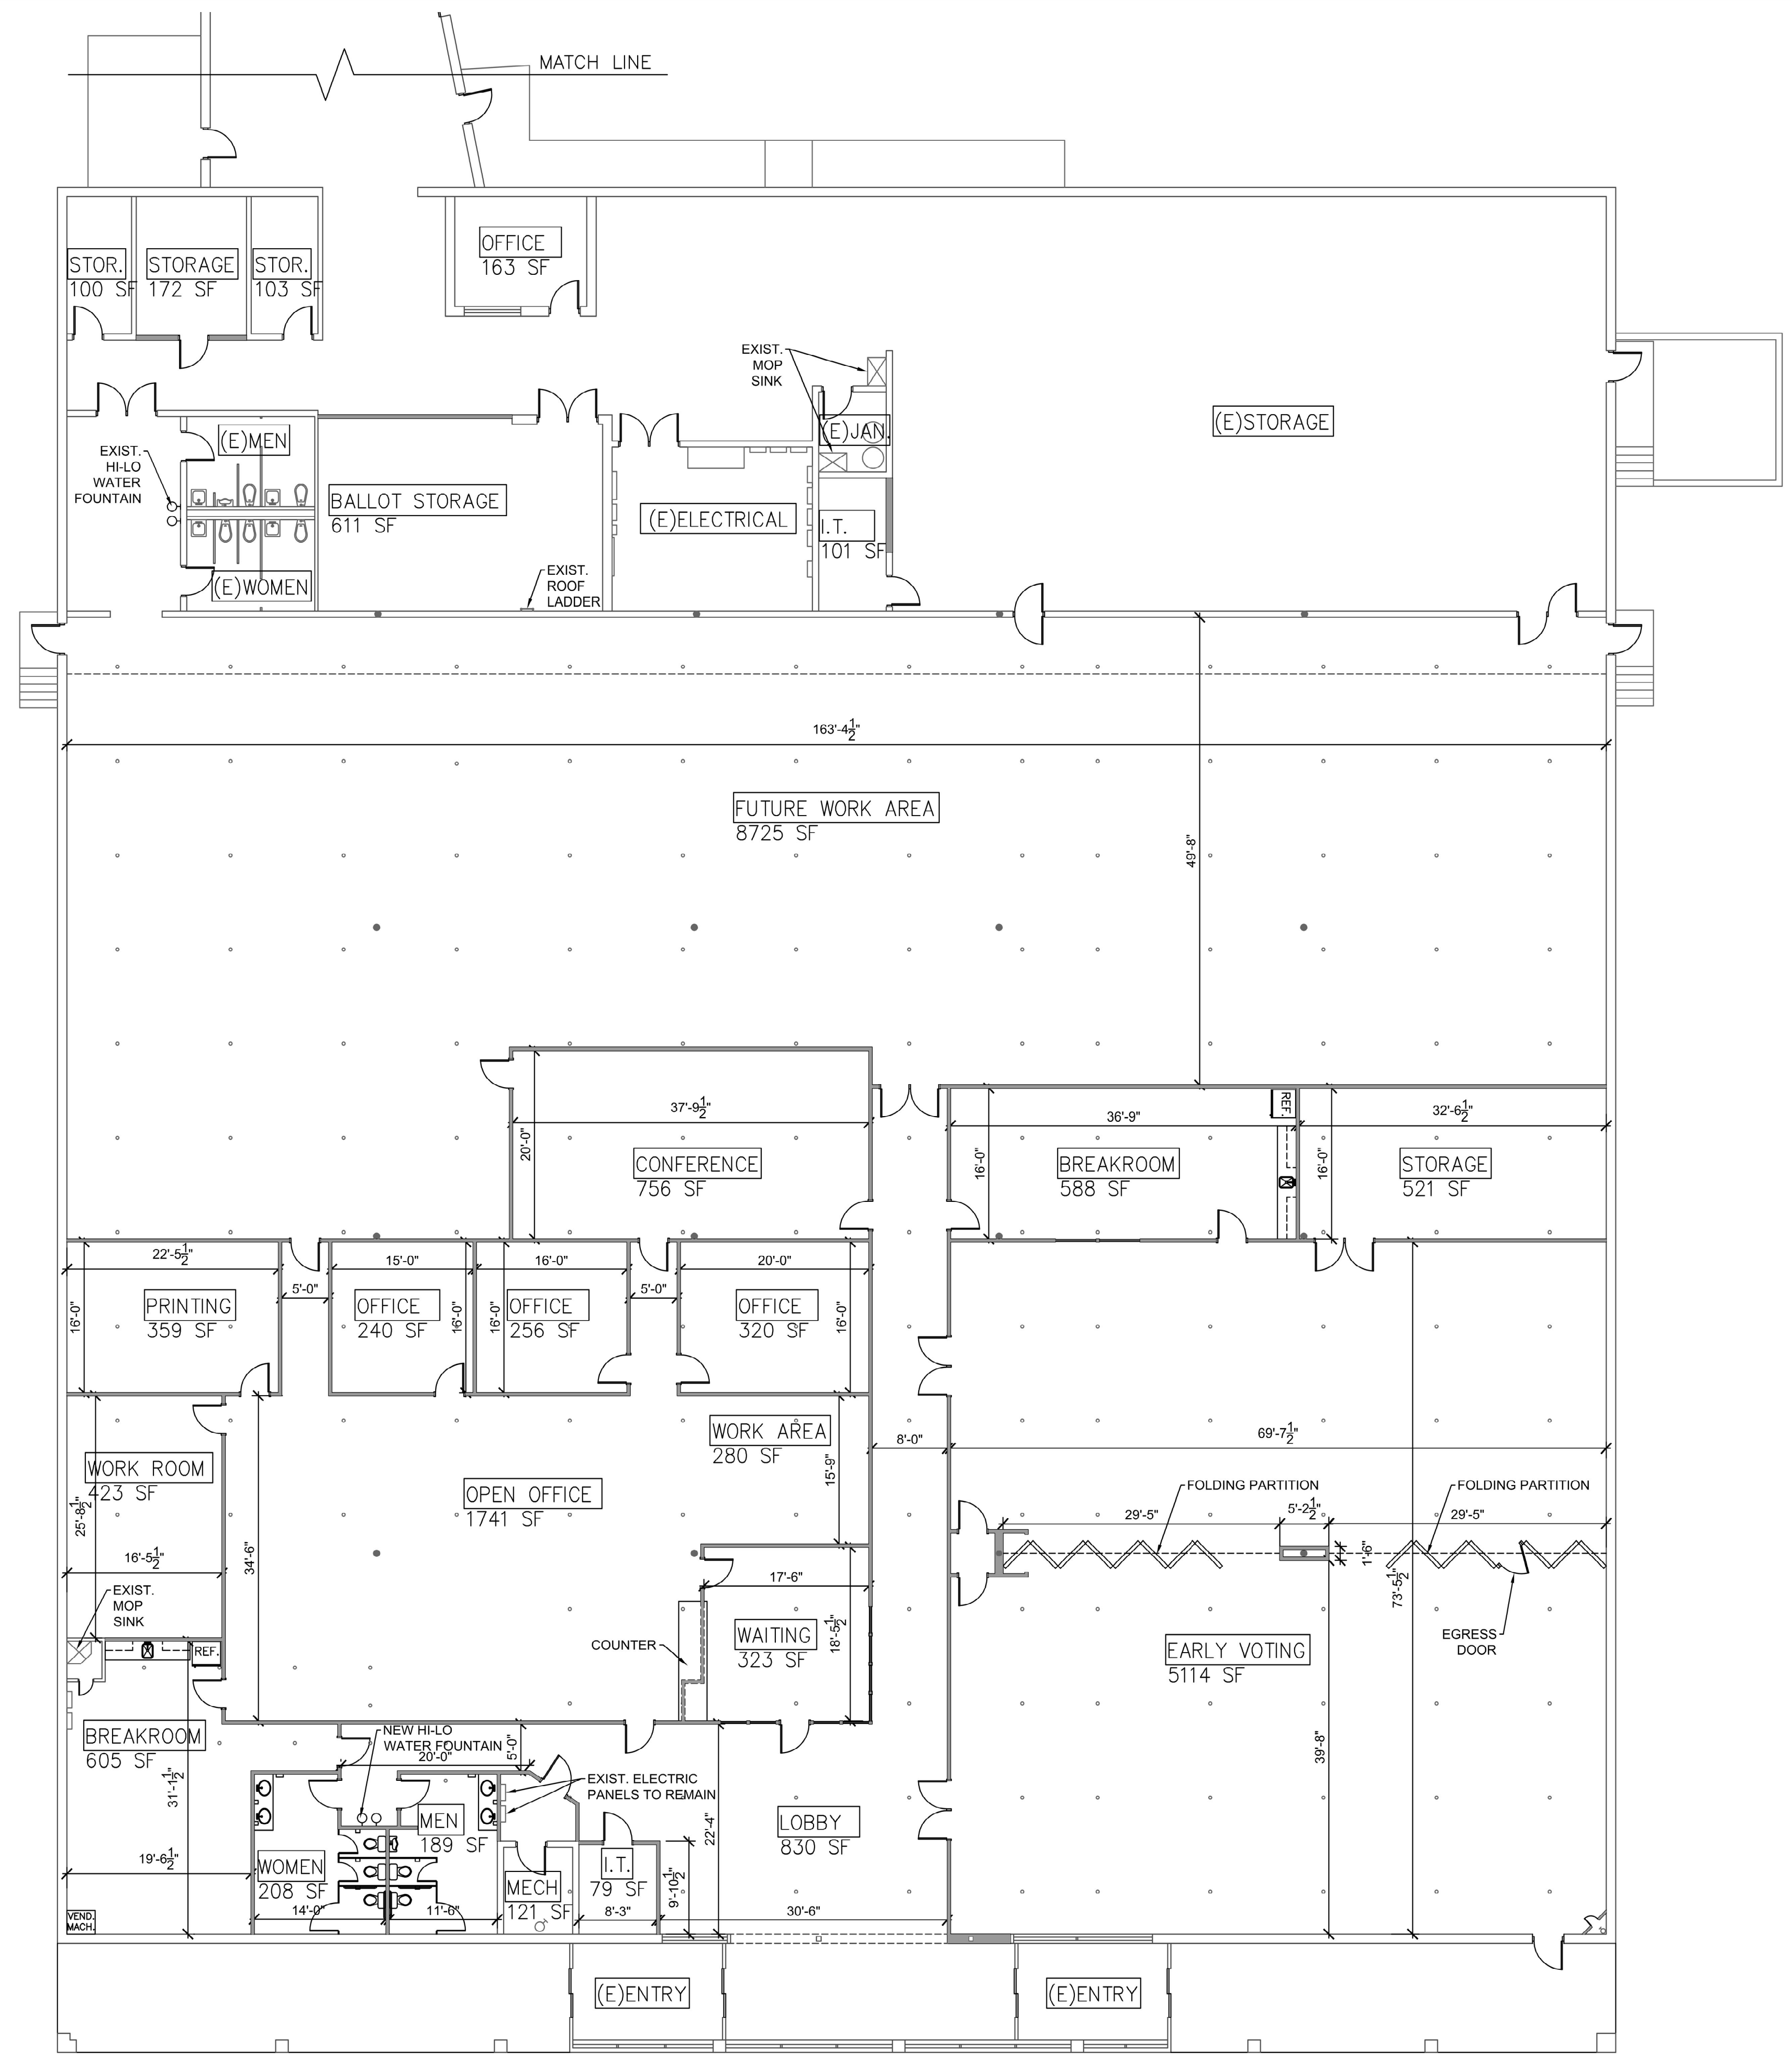 MATCH LINE
OFFICE
163 SF
STOR.
100 SF
STORAGE
172 SF
STOR.
103 SF
EXIST.
MOP
SINK
(E)STORAGE
(E)JAN.
(E)MEN
EXIST.
HI-LO
WATER
FOUNTAIN
BALLOT STORAGE
611 SF
(E)ELECTRICAL
I.T.
101 SF
(E)WOMEN
EXIST.
ROOF
LADDER
163'-4 1/2"
FUTURE WORK AREA
8725 SF
49'-8"
37'-9 1/2"
20'-0"
CONFERENCE
756 SF
REF.
36'-9"
32'-6 1/2"
16'-0"
BREAKROOM
588 SF
16'-0"
STORAGE
521 SF
22'-5 1/2"
5'-0"
15'-0"
16'-0"
5'-0"
20'-0"
16'-0"
PRINTING
359 SF
OFFICE
240 SF
16'-0"
16'-0"
OFFICE
256 SF
OFFICE
320 SF
16'-0"
WORK AREA
280 SF
15'-9"
8'-0"
69'-7 1/2"
WORK ROOM
423 SF
25'-8 1/2"
16'-5 1/2"
34'-6"
OPEN OFFICE
1741 SF
FOLDING PARTITION
FOLDING PARTITION
29'-5"
5'-2 1/2"
29'-5"
1'-6"
73'-5 1/2"
EXIST.
MOP
SINK
REF.
17'-6"
WAITING
323 SF
18'-5 1/2"
COUNTER
EARLY VOTING
5114 SF
EGRESS
DOOR
39'-8"
BREAKROOM
605 SF
31'-1 1/2"
NEW HI-LO
WATER FOUNTAIN
20'-0"
5'-0"
EXIST. ELECTRIC
PANELS TO REMAIN
22'-4"
LOBBY
830 SF
MEN
189 SF
WOMEN
208 SF
19'-6 1/2"
MECH
121 SF
I.T.
79 SF
9'-10 1/2"
VEND.
MACH.
14'-0"
11'-6"
8'-3"
30'-6"
(E)ENTRY
(E)ENTRY